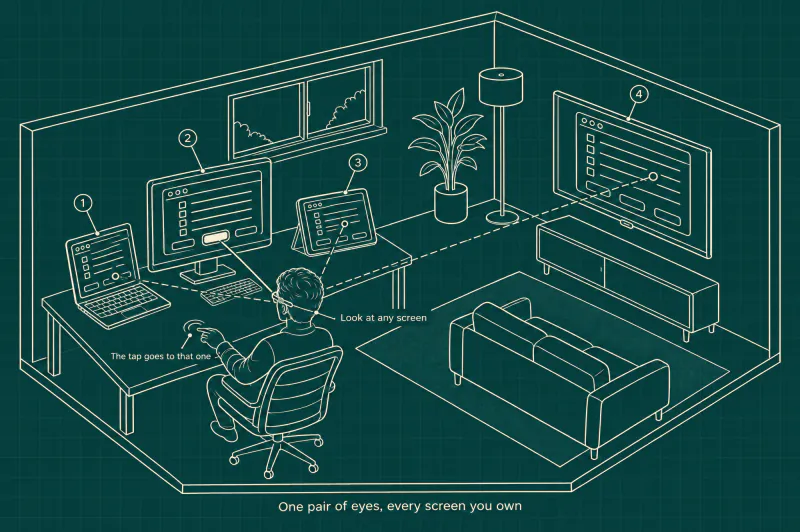 1
2
3
4
Look at any screen
The tap goes to that one
One pair of eyes, every screen you own